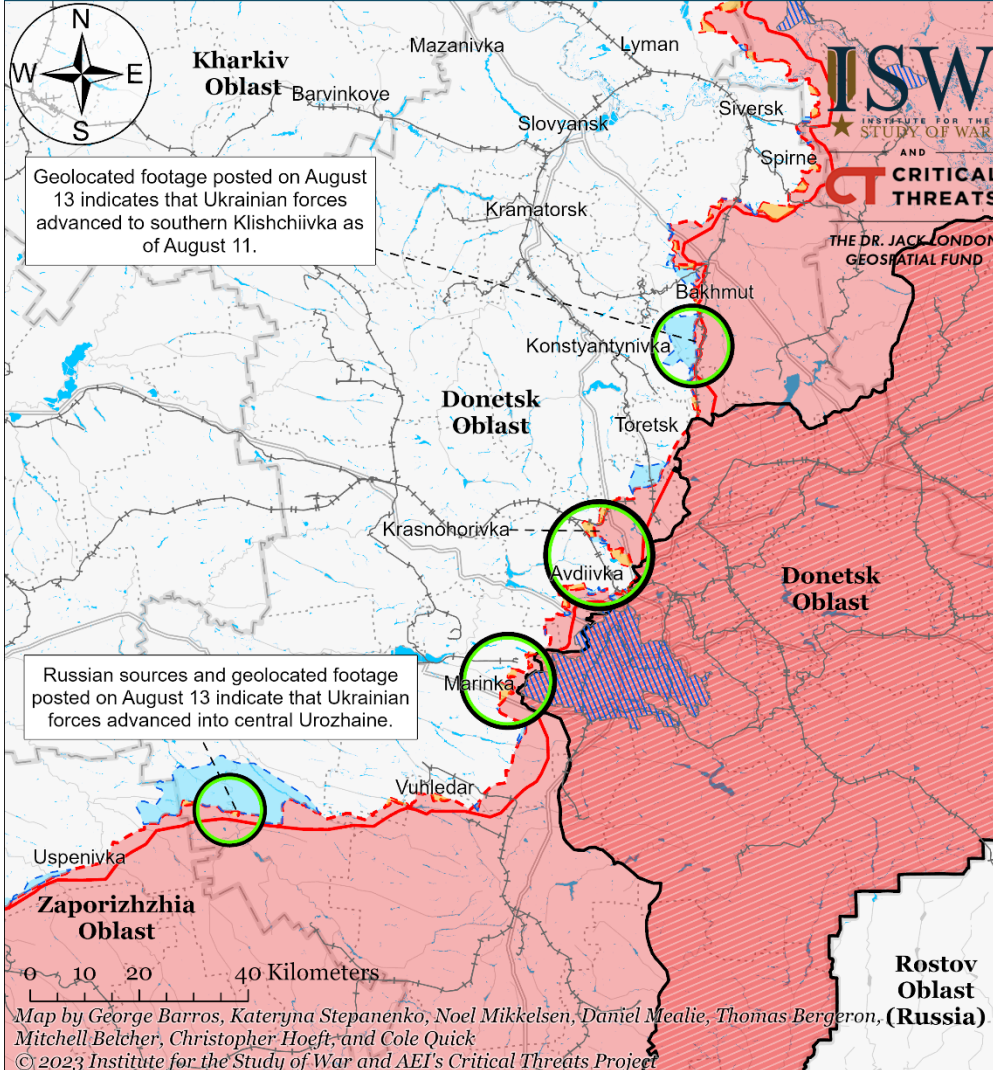 N
W
E
S
Kharkiv
Oblast
Mazanivka
Lyman
Barvinkove
Slovyansk
Siversk
Spirne
ISW
INSTITUTE FOR THE
STUDY OF WAR
AND
CT CRITICAL
THREATS
THE DR. JACK LONDON
GEOSPATIAL FUND
Geolocated footage posted on August
13 indicates that Ukrainian forces
advanced to southern Klishchiivka as
of August 11.
Kramatorsk
Bakhmut
Konstyantynivka
Donetsk
Oblast
Toretsk
Krasnohorivka
Avdiivka
Donetsk
Oblast
Marinka
Russian sources and geolocated footage
posted on August 13 indicate that Ukrainian
forces advanced into central Urozhaine.
Vuhledar
Uspenivka
Zaporizhzhia
Oblast
Rostov
Oblast
(Russia)
0 10 20 40 Kilometers
Map by George Barros, Kateryna Stepanenko, Noel Mikkelsen, Daniel Mealie, Thomas Bergeron,
Mitchell Belcher, Christopher Hoeft, and Cole Quick
© 2023 Institute for the Study of War and AEI's Critical Threats Project